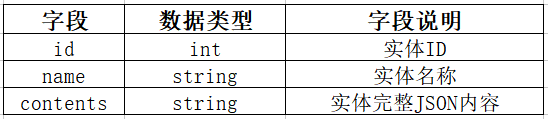 字段 数据类型 字段说明
id int 实体ID
name string 实体名称
contents string 实体完整JSON内容